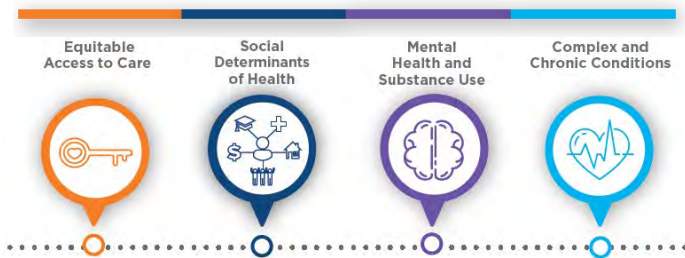 Equitable
Access to Care
Social
Determinants
of Health
Mental
Health and
Substance Use
Complex and
Chronic Conditions
$